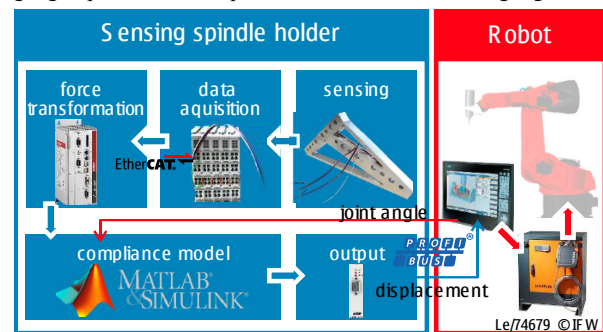 Sensing spindle holder
Robot
force
transformation
data
aquisition
sensing
EtherCAT.
joint angle
compliance model
MATLAB®
&SIMULINK®
output
PROFI®
BUS
displacement
Le/74679 ©IFW